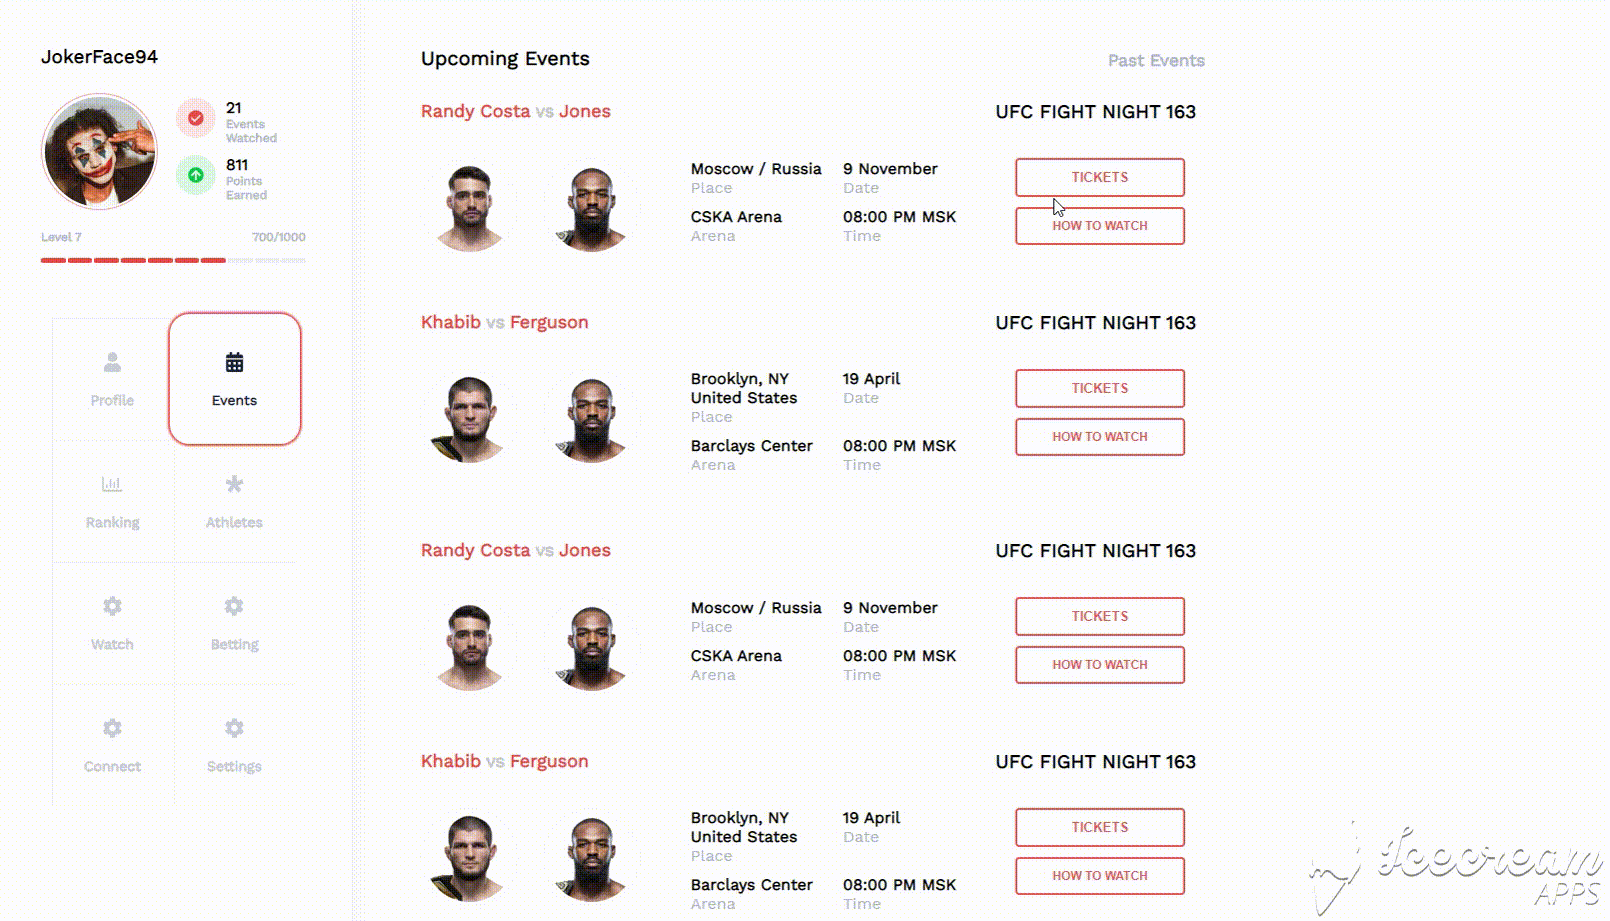 JokerFace94
21
Events
Watched
811
Points
Earned
Level 7
700/1000
Profile
Events
Ranking
Athletes
Watch
Betting
Connect
Settings
Upcoming Events
Past Events
Randy Costa vs Jones
UFC FIGHT NIGHT 163
Moscow / Russia
Place
9 November
Date
CSKA Arena
Arena
08:00 PM MSK
Time
TICKETS
HOW TO WATCH
Khabib vs Ferguson
UFC FIGHT NIGHT 163
Brooklyn, NY
United States
Place
19 April
Date
Barclays Center
Arena
08:00 PM MSK
Time
TICKETS
HOW TO WATCH
Randy Costa vs Jones
UFC FIGHT NIGHT 163
Moscow / Russia
Place
9 November
Date
CSKA Arena
Arena
08:00 PM MSK
Time
TICKETS
HOW TO WATCH
Khabib vs Ferguson
UFC FIGHT NIGHT 163
Brooklyn, NY
United States
Place
19 April
Date
Barclays Center
Arena
08:00 PM MSK
Time
TICKETS
HOW TO WATCH
Icecream
APPS